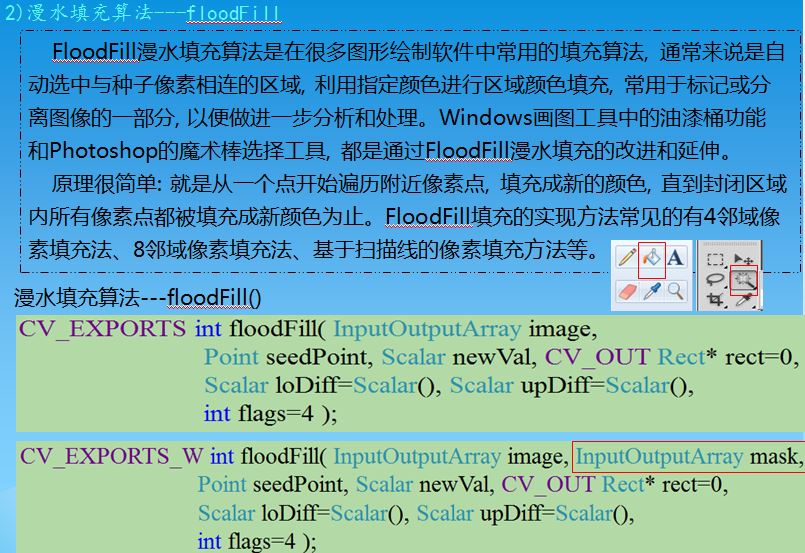 2)漫水填充算法---floodFill
FloodFill漫水填充算法是在很多图形绘制软件中常用的填充算法, 通常来说是自
动选中与种子像素相连的区域, 利用指定颜色进行区域颜色填充, 常用于标记或分
离图像的一部分, 以便做进一步分析和处理。Windows画图工具中的油漆桶功能
和Photoshop的魔术棒选择工具, 都是通过FloodFill漫水填充的改进和延伸。
原理很简单: 就是从一个点开始遍历附近像素点, 填充成新的颜色, 直到封闭区域
内所有像素点都被填充成新颜色为止。FloodFill填充的实现方法常见的有4邻域像
素填充法、8邻域像素填充法、基于扫描线的像素填充方法等。
A
漫水填充算法---floodFill()
CV_EXPORTS int floodFill( InputOutputArray image,
Point seedPoint, Scalar newVal, CV_OUT Rect* rect=0,
Scalar loDiff=Scalar(), Scalar upDiff=Scalar(),
int flags=4 );
CV_EXPORTS_W int floodFill( InputOutputArray image, InputOutputArray mask,
Point seedPoint, Scalar newVal, CV_OUT Rect* rect=0,
Scalar loDiff=Scalar(), Scalar upDiff=Scalar(),
int flags=4 );